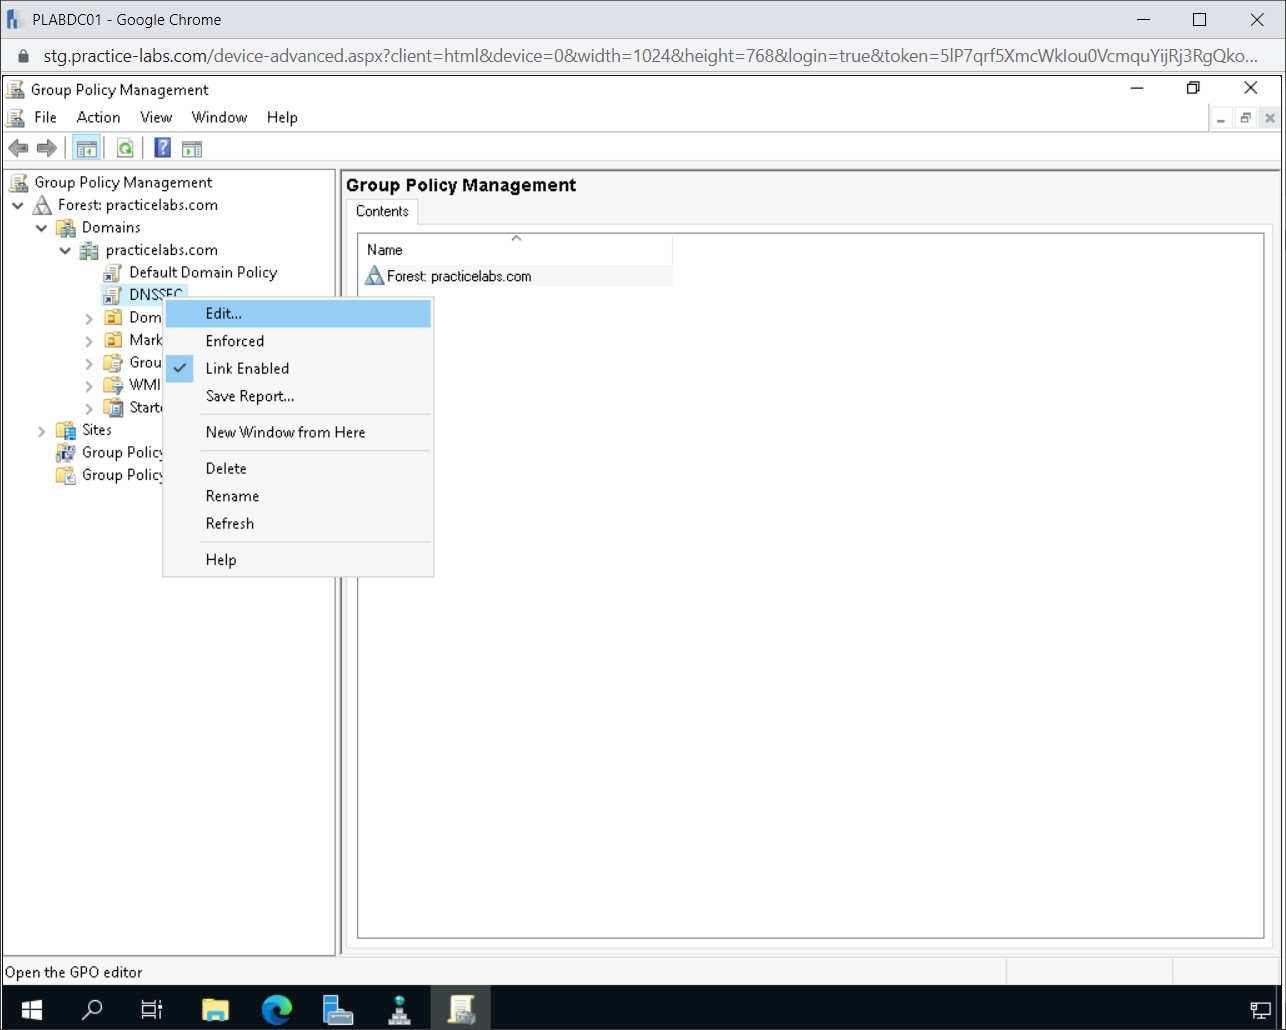 PLABDC01 - Google Chrome
stg.practice-labs.com/device-advanced.aspx?client=html&device=0&width=1024&height=768&login=true&token=5lP7qrf5XmcWkIou0VcmquYijRj3RgQko...
Group Policy Management
File Action View Window Help
Group Policy Management
Forest: practicelabs.com
Domains
practicelabs.com
Default Domain Policy
DNSSEC
Dom
Mark
Grou
WMI
Starte
Sites
Group Policy
Group Policy
Edit...
Enforced
Link Enabled
Save Report...
New Window from Here
Delete
Rename
Refresh
Help
Group Policy Management
Contents
Name
Forest: practicelabs.com
Open the GPO editor